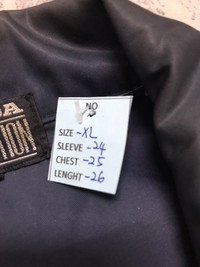 NO
SIZE -XL
SLEEVE -24
CHEST -25
LENGHT -26